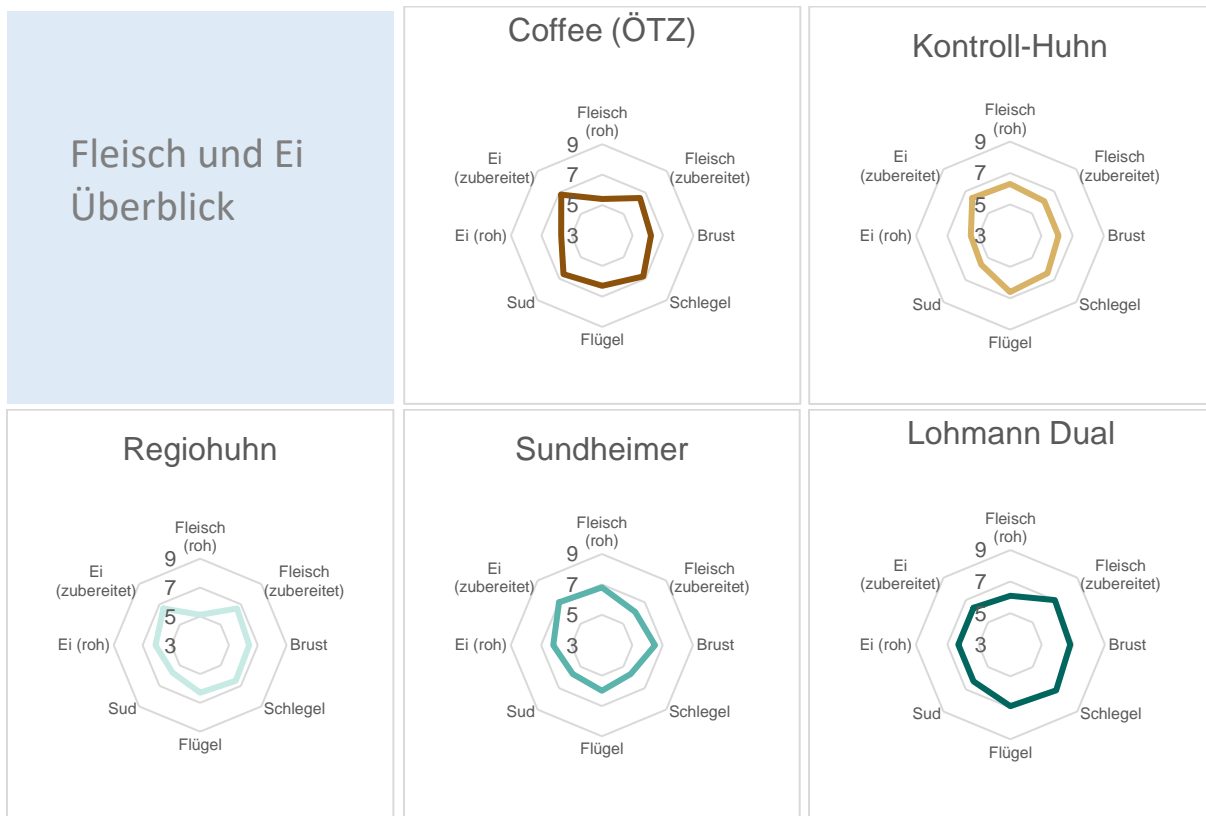 Fleisch und Ei
Überblick
Coffee (ÖTZ)
Fleisch
(roh)
9
Ei
(zubereitet)
7
Fleisch
(zubereitet)
5
Ei (roh)
3
Brust
Sud
Schlegel
Flügel
Kontroll-Huhn
Fleisch
(roh)
9
Ei
(zubereitet)
7
Fleisch
(zubereitet)
5
Ei (roh)
3
Brust
Sud
Schlegel
Flügel
Regiohuhn
Fleisch
(roh)
9
Ei
(zubereitet)
7
Fleisch
(zubereitet)
5
Ei (roh)
3
Brust
Sud
Schlegel
Flügel
Sundheimer
Fleisch
(roh)
9
Ei
(zubereitet)
7
Fleisch
(zubereitet)
5
Ei (roh)
3
Brust
Sud
Schlegel
Flügel
Lohmann Dual
Fleisch
(roh)
9
Ei
(zubereitet)
7
Fleisch
(zubereitet)
5
Ei (roh)
3
Brust
Sud
Schlegel
Flügel